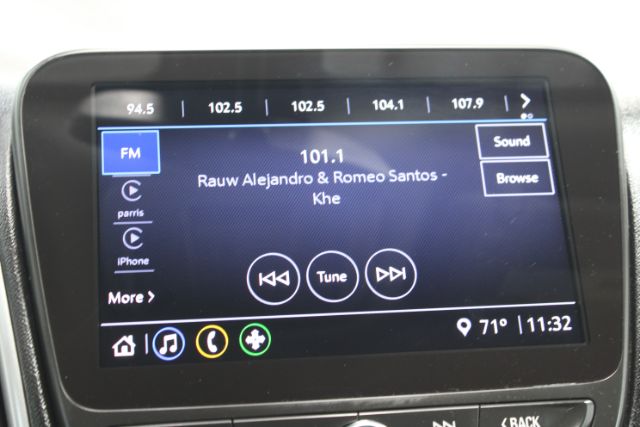 94.5 | 102.5 | 102.5 | 104.1 | 107.9 |
FM
101.1
Sound
Rauw Alejandro & Romeo Santos -
Khe
Browse
parris
iPhone
Tune
More
71° | 11:32
BACK